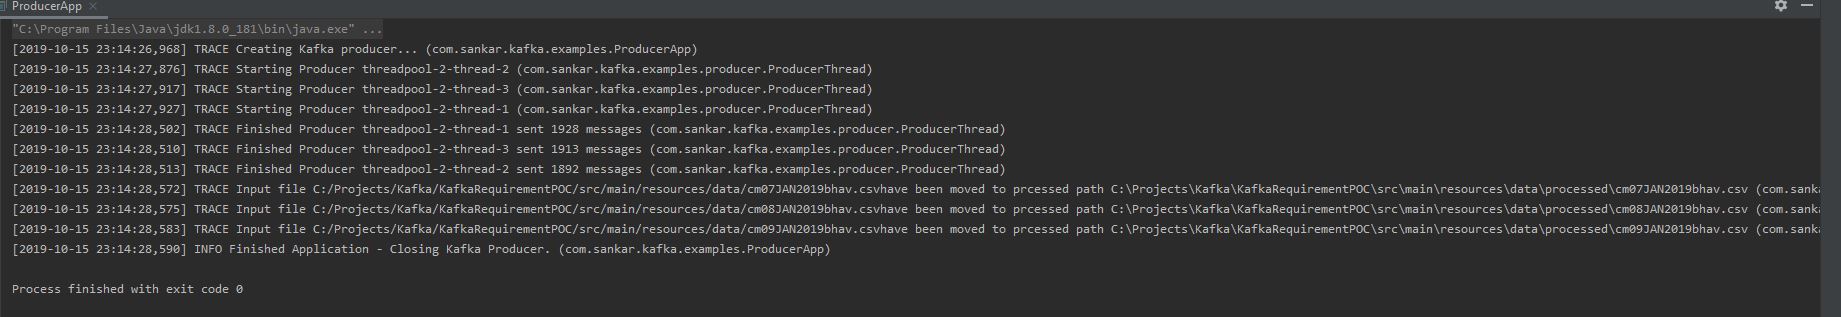 ProducerApp
"C:\Program Files\Java\jdk1.8.0_181\bin\java.exe" ...
[2019-10-15 23:14:26,968] TRACE Creating Kafka producer... (com.sankar.kafka.examples.ProducerApp)
[2019-10-15 23:14:27,876] TRACE Starting Producer threadpool-2-thread-2 (com.sankar.kafka.examples.producer.ProducerThread)
[2019-10-15 23:14:27,917] TRACE Starting Producer threadpool-2-thread-3 (com.sankar.kafka.examples.producer.ProducerThread)
[2019-10-15 23:14:27,927] TRACE Starting Producer threadpool-2-thread-1 (com.sankar.kafka.examples.producer.ProducerThread)
[2019-10-15 23:14:28,502] TRACE Finished Producer threadpool-2-thread-1 sent 1928 messages (com.sankar.kafka.examples.producer.ProducerThread)
[2019-10-15 23:14:28,510] TRACE Finished Producer threadpool-2-thread-3 sent 1913 messages (com.sankar.kafka.examples.producer.ProducerThread)
[2019-10-15 23:14:28,513] TRACE Finished Producer threadpool-2-thread-2 sent 1892 messages (com.sankar.kafka.examples.producer.ProducerThread)
[2019-10-15 23:14:28,572] TRACE Input file C:/Projects/Kafka/KafkaRequirementPOC/src/main/resources/data/cm07JAN2019bhav.csvhave been moved to prcessed path C:\Projects\Kafka\KafkaRequirementPOC\src\main\resources\data\processed\cm07JAN2019bhav.csv (com.sanka
[2019-10-15 23:14:28,575] TRACE Input file C:/Projects/Kafka/KafkaRequirementPOC/src/main/resources/data/cm08JAN2019bhav.csvhave been moved to prcessed path C:\Projects\Kafka\KafkaRequirementPOC\src\main\resources\data\processed\cm08JAN2019bhav.csv (com.sanka
[2019-10-15 23:14:28,583] TRACE Input file C:/Projects/Kafka/KafkaRequirementPOC/src/main/resources/data/cm09JAN2019bhav.csvhave been moved to prcessed path C:\Projects\Kafka\KafkaRequirementPOC\src\main\resources\data\processed\cm09JAN2019bhav.csv (com.sanka
[2019-10-15 23:14:28,590] INFO Finished Application - Closing Kafka Producer. (com.sankar.kafka.examples.ProducerApp)
Process finished with exit code 0